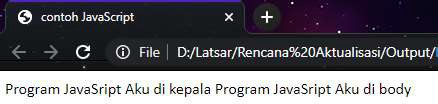 contoh JavaScript
File D:/Latsar/Rencana%20Aktualisasi/Output/
Program JavaSript Aku di kepala Program JavaSript Aku di body